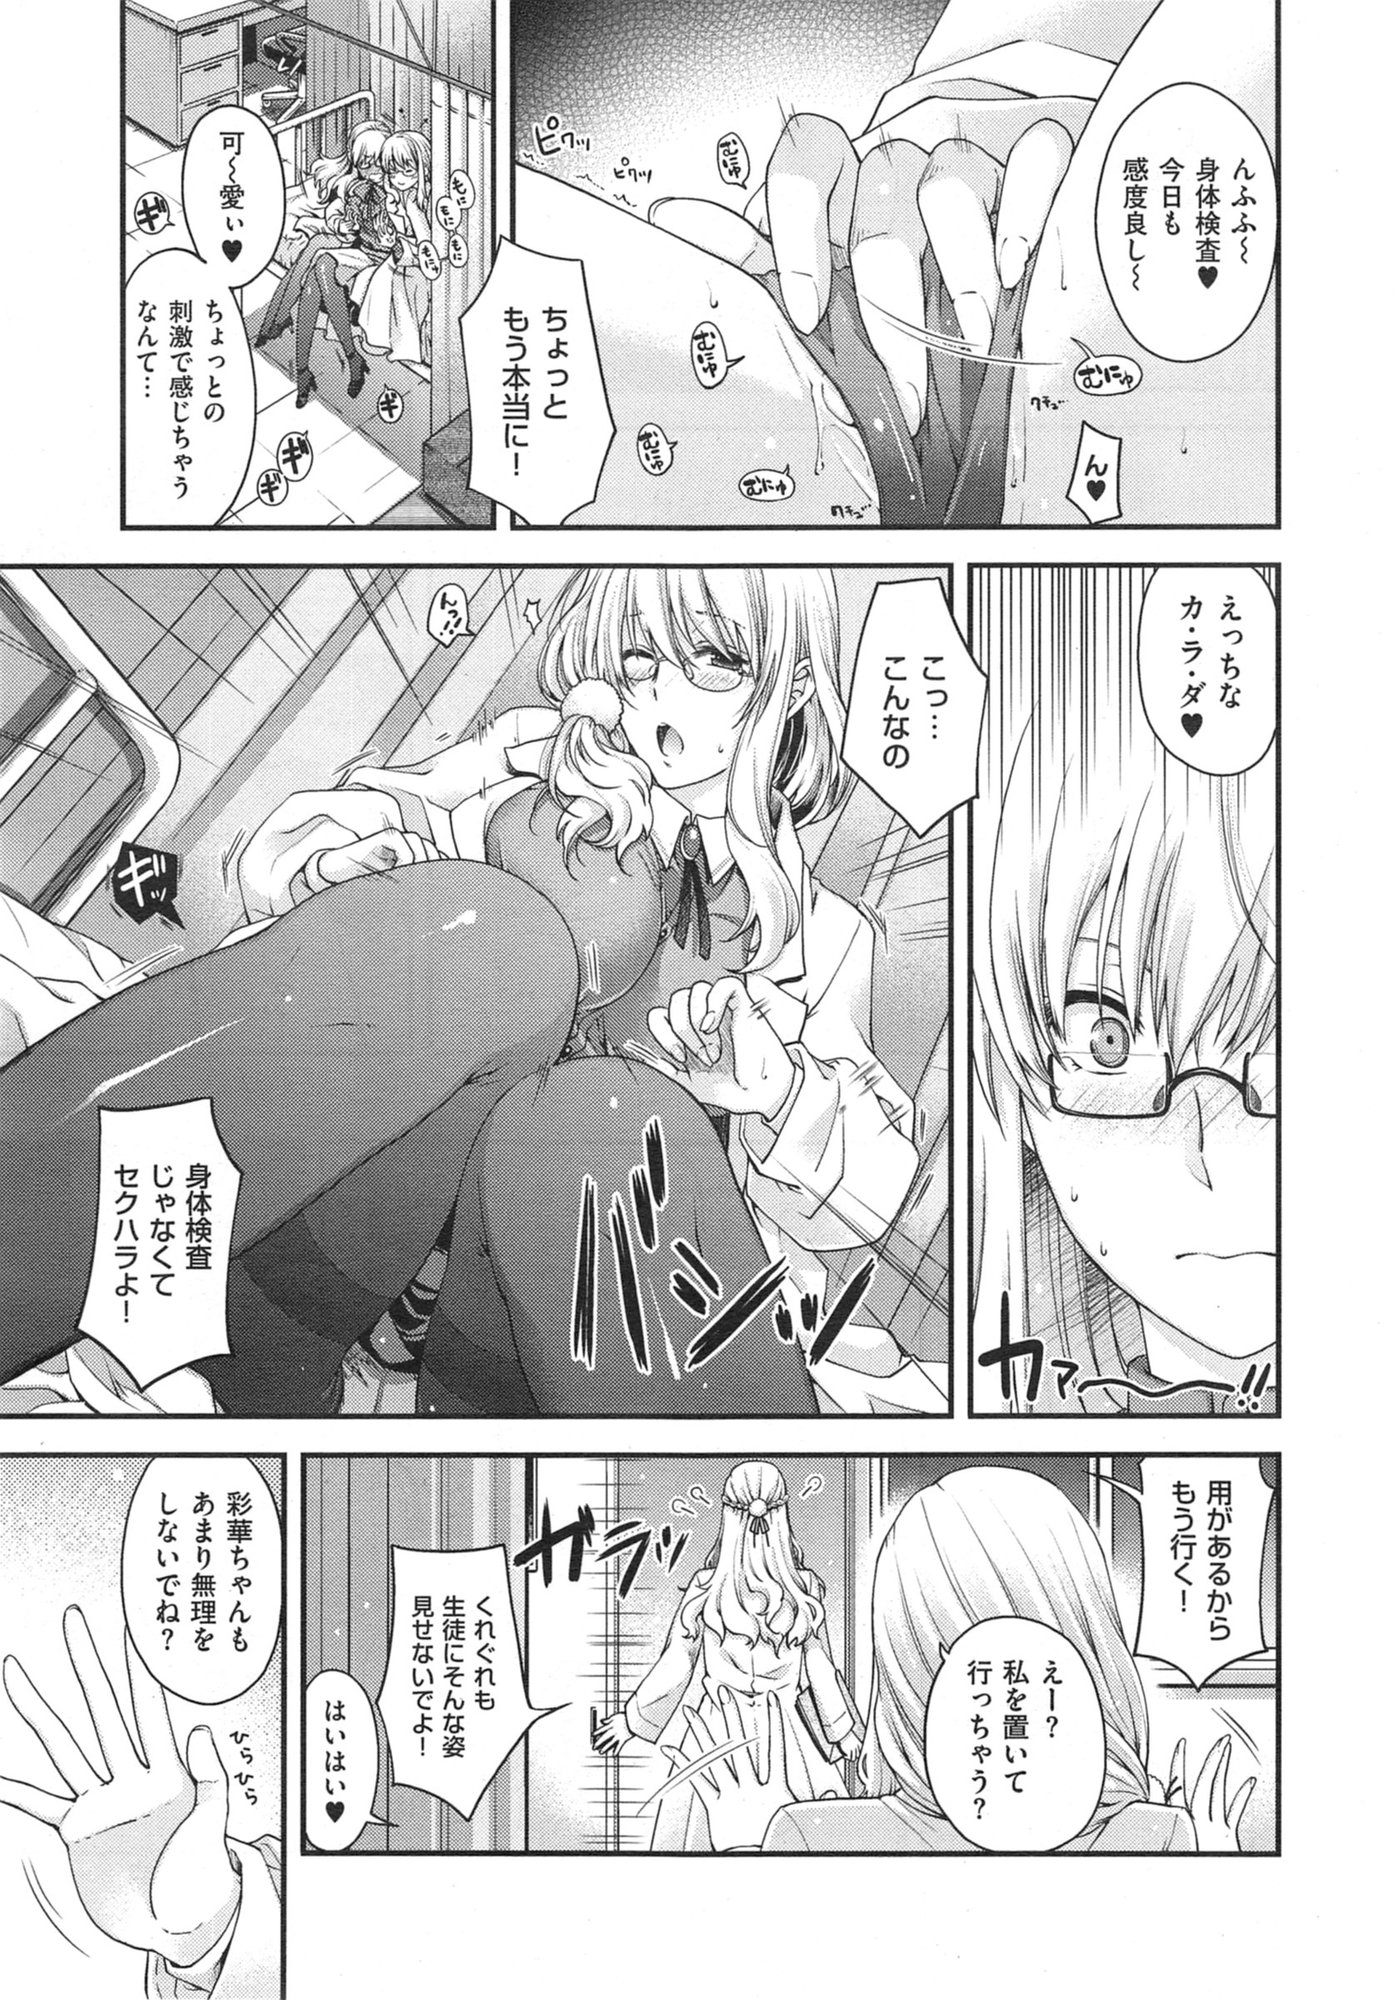 んふふ～
身体検査♥
今日も
感度良し～
ん♥
ピクッ
ピクッ
むにゅ
むにゅ
むにゅ
むにゅ
むにゅ
クチュ
クチュ
ちょっと
もう本当に！
可～愛ぃ♥
ちょっとの
刺激で感じちゃう
なんて…
もに
もに
もに
もにゅ
ギ
ギ
ギ
ギ
えっちな
カ・ラ・ダ♥
カァ～～!!
こっ…
こんなの
んっ!!
ギッ
身体検査
じゃなくて
セクハラよ！
用があるから
もう行く！
えー？
私を置いて
行っちゃう？
ガラッ
くれぐれも
生徒にそんな姿
見せないでよ！
はいはい♥
彩華ちゃんも
あまり無理を
しないでね？
ひらひら